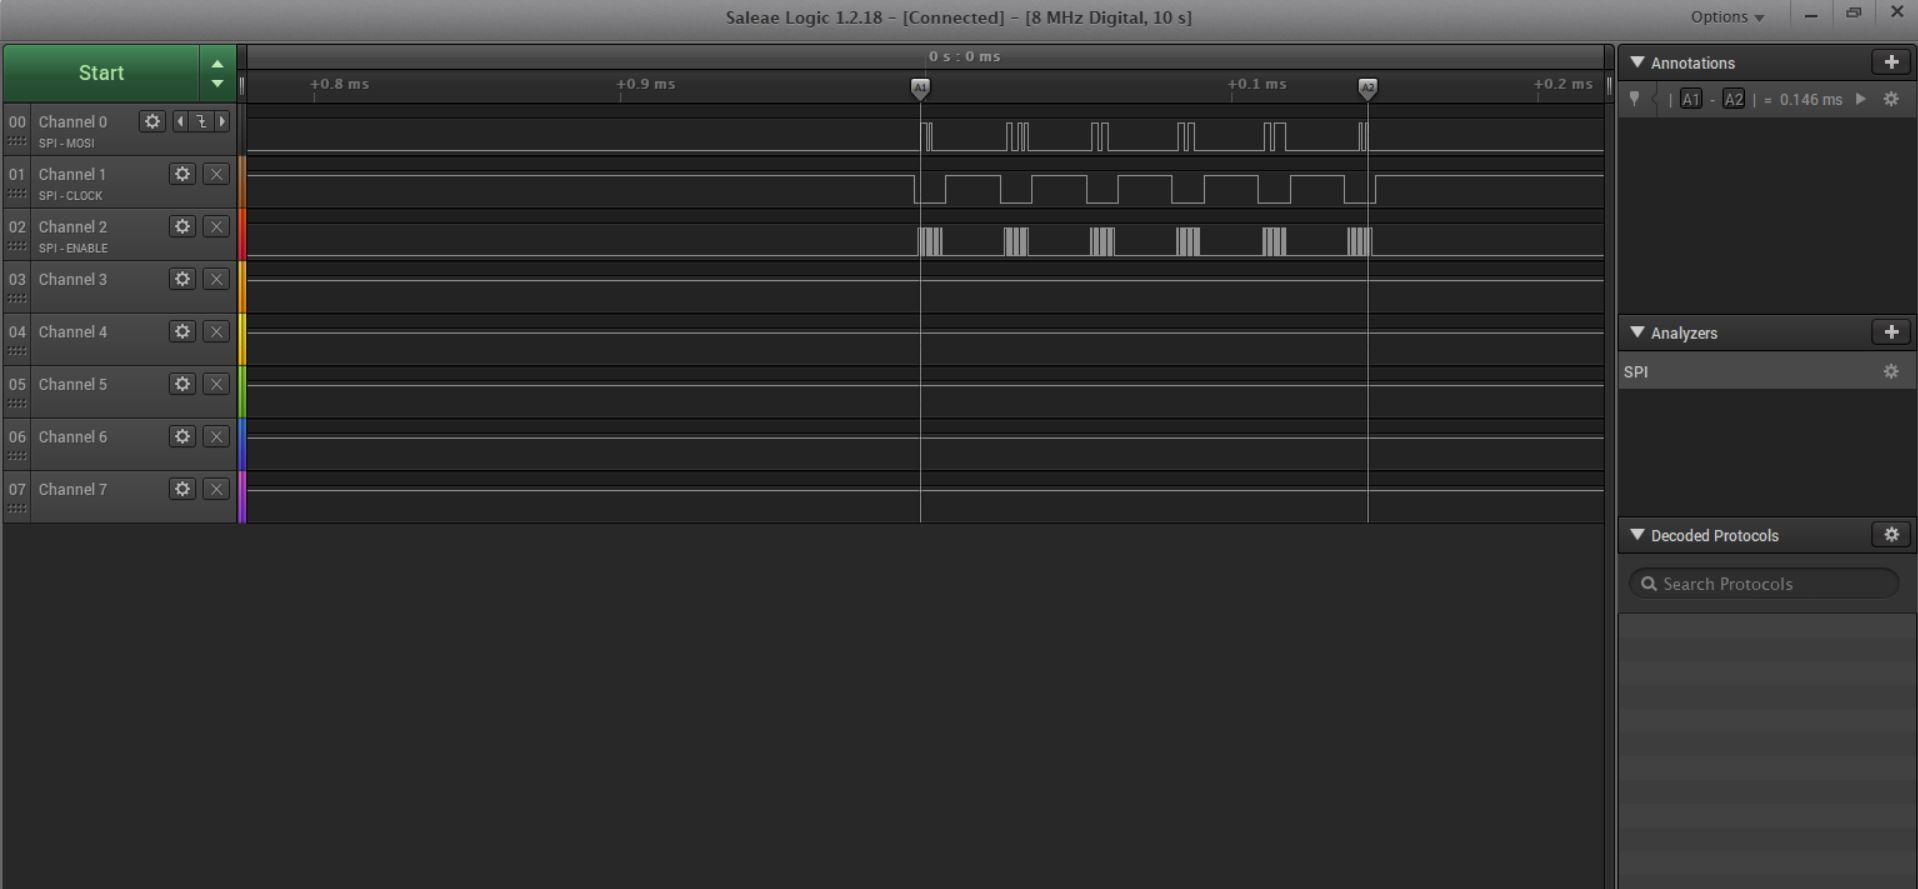 Saleae Logic 1.2.18 - [Connected] - [8 MHz Digital, 10 s]
Options
Start
0 s : 0 ms
+0.8 ms +0.9 ms A1 +0.1 ms A2 +0.2 ms
00 Channel 0
SPI - MOSI
01 Channel 1
SPI - CLOCK
02 Channel 2
SPI - ENABLE
03 Channel 3
04 Channel 4
05 Channel 5
06 Channel 6
07 Channel 7
Annotations
| A1 - A2 | = 0.146 ms
Analyzers
SPI
Decoded Protocols
Search Protocols